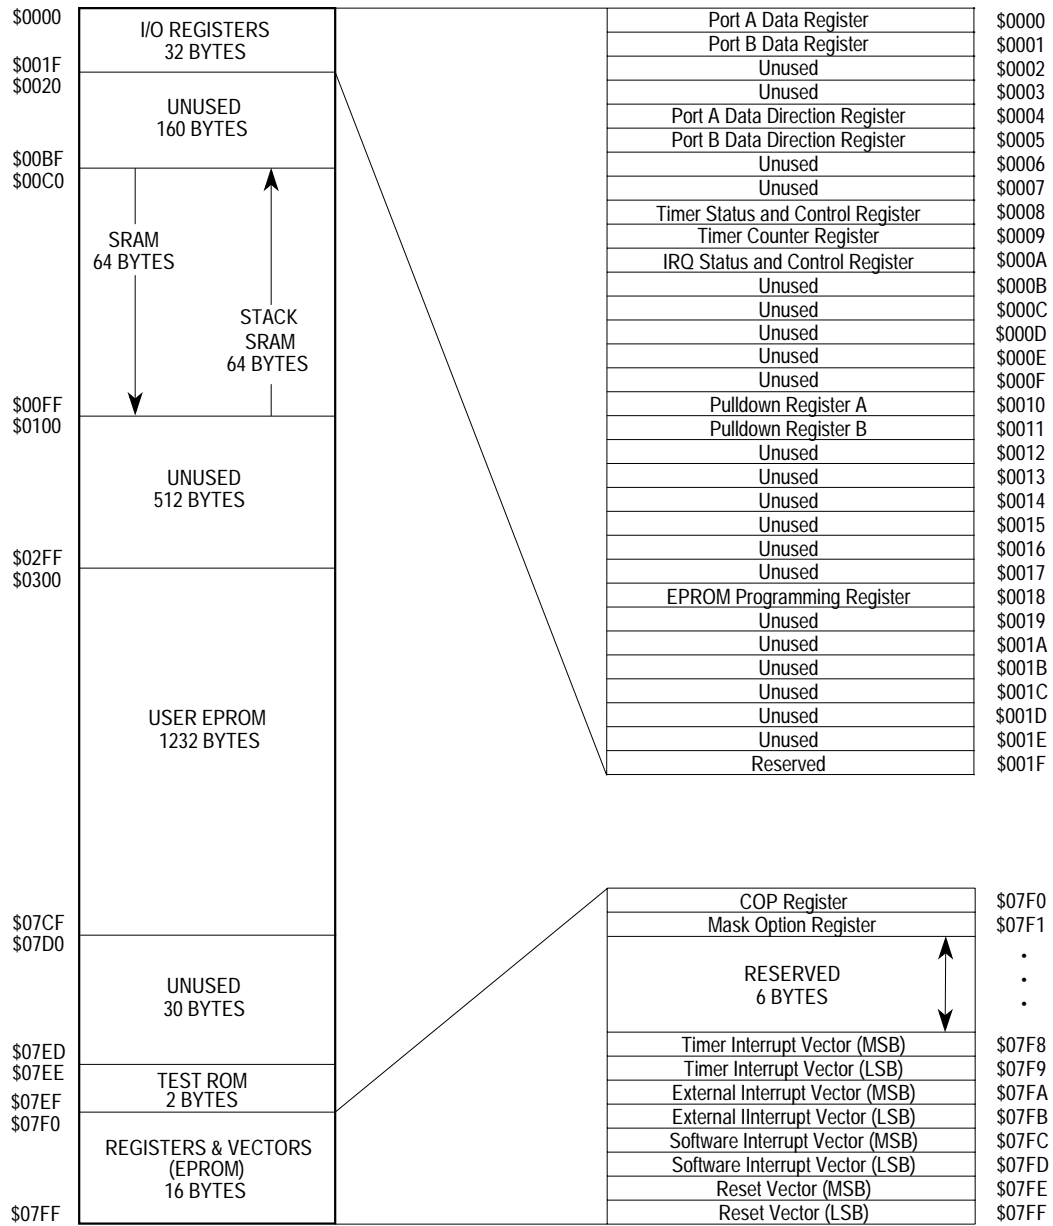 $0000
I/O REGISTERS
32 BYTES
$001F
$0020
UNUSED
160 BYTES
$00BF
$00C0
SRAM
64 BYTES
STACK
SRAM
64 BYTES
$00FF
$0100
UNUSED
512 BYTES
$02FF
$0300
USER EPROM
1232 BYTES
$07CF
$07D0
UNUSED
30 BYTES
$07ED
$07EE
TEST ROM
2 BYTES
$07EF
$07F0
REGISTERS & VECTORS
(EPROM)
16 BYTES
$07FF
Port A Data Register $0000
Port B Data Register $0001
Unused $0002
Unused $0003
Port A Data Direction Register $0004
Port B Data Direction Register $0005
Unused $0006
Unused $0007
Timer Status and Control Register $0008
Timer Counter Register $0009
IRQ Status and Control Register $000A
Unused $000B
Unused $000C
Unused $000D
Unused $000E
Unused $000F
Pulldown Register A $0010
Pulldown Register B $0011
Unused $0012
Unused $0013
Unused $0014
Unused $0015
Unused $0016
Unused $0017
EPROM Programming Register $0018
Unused $0019
Unused $001A
Unused $001B
Unused $001C
Unused $001D
Unused $001E
Reserved $001F
COP Register $07F0
Mask Option Register $07F1
RESERVED
6 BYTES
Timer Interrupt Vector (MSB) $07F8
Timer Interrupt Vector (LSB) $07F9
External Interrupt Vector (MSB) $07FA
External IInterrupt Vector (LSB) $07FB
Software Interrupt Vector (MSB) $07FC
Software Interrupt Vector (LSB) $07FD
Reset Vector (MSB) $07FE
Reset Vector (LSB) $07FF